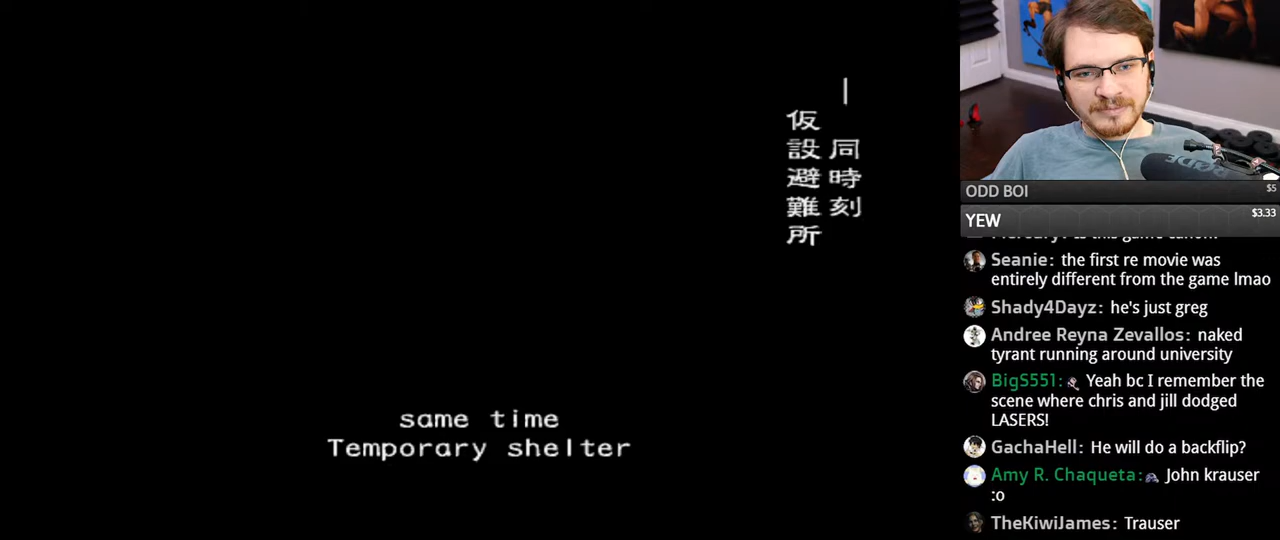 ― 同時刻
仮設避難所
same time
Temporary shelter
RODE
ODD BOI
$5
YEW
$3.33
Seanie: the first re movie was
entirely different from the game lmao
Shady4Dayz: he's just greg
Andree Reyna Zevallos: naked
tyrant running around university
BigS551: Yeah bc I remember the
scene where chris and jill dodged
LASERS!
GachaHell: He will do a backflip?
Amy R. Chaqueta: John krauser
:o
TheKiwiJames: Trauser